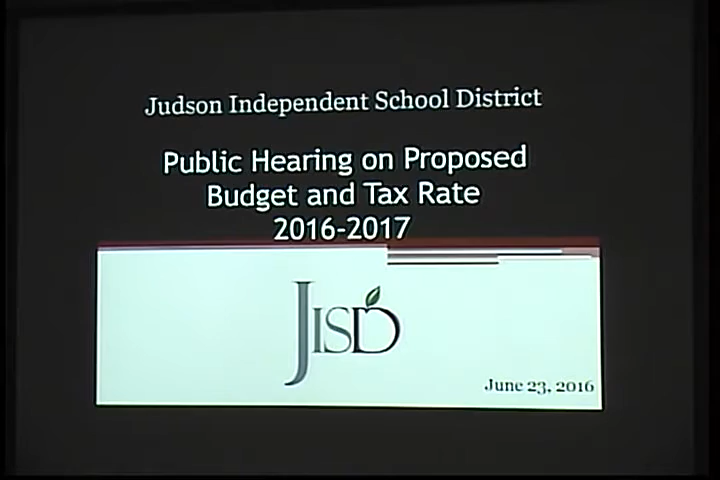 Judson Independent School District
Public Hearing on Proposed
Budget and Tax Rate
2016-2017
JISD
June 23, 2016